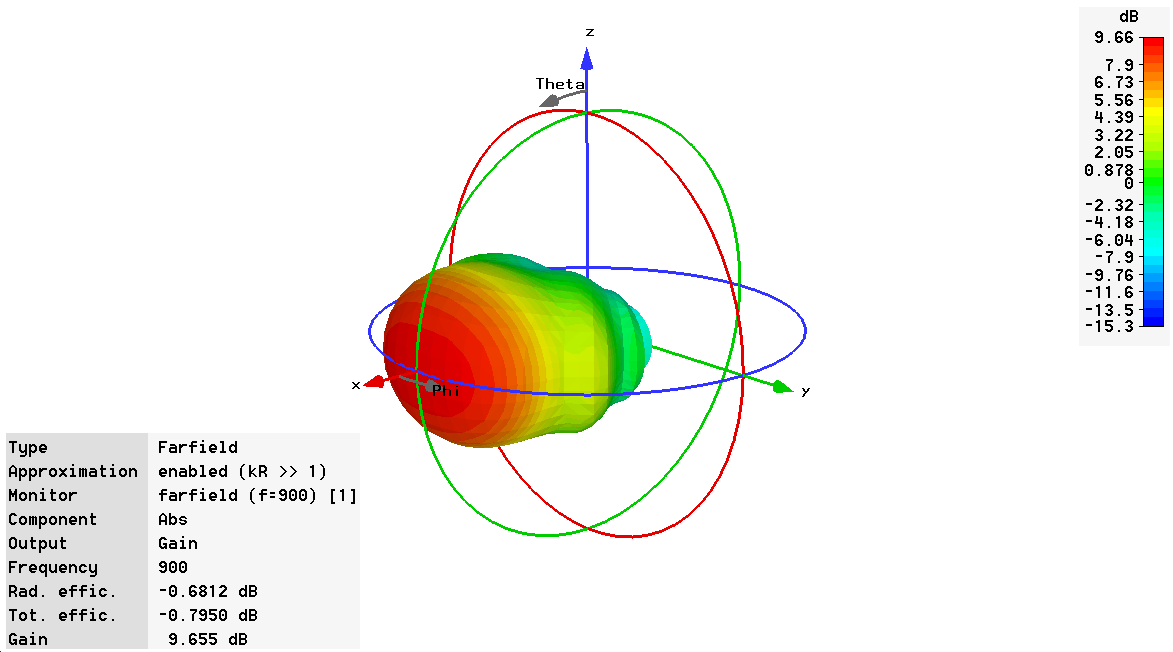 dB
9.66
7.9
6.73
5.56
4.39
3.22
2.05
0.878
0
-2.32
-4.18
-6.04
-7.9
-9.76
-11.6
-13.5
-15.3
z
Theta
x
Phi
y
Type Farfield
Approximation enabled (kR >> 1)
Monitor farfield (f=900) [1]
Component Abs
Output Gain
Frequency 900
Rad. effic. -0.6812 dB
Tot. effic. -0.7950 dB
Gain 9.655 dB